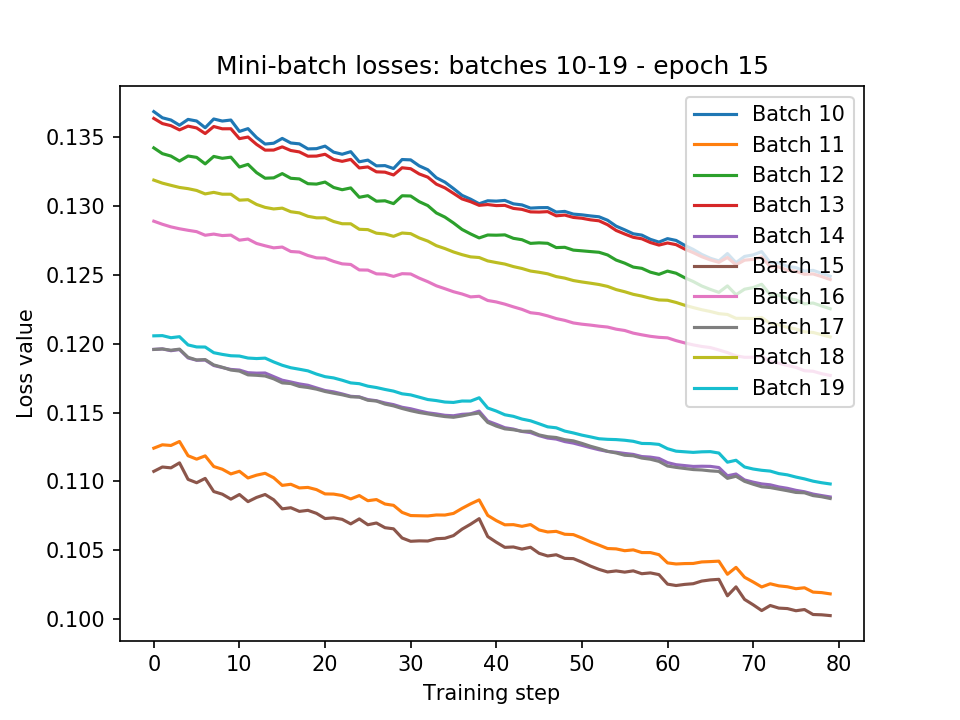 Mini-batch losses: batches 10-19 - epoch 15
Loss value
0.135
0.130
0.125
0.120
0.115
0.110
0.105
0.100
Batch 10
Batch 11
Batch 12
Batch 13
Batch 14
Batch 15
Batch 16
Batch 17
Batch 18
Batch 19
0 10 20 30 40 50 60 70 80
Training step